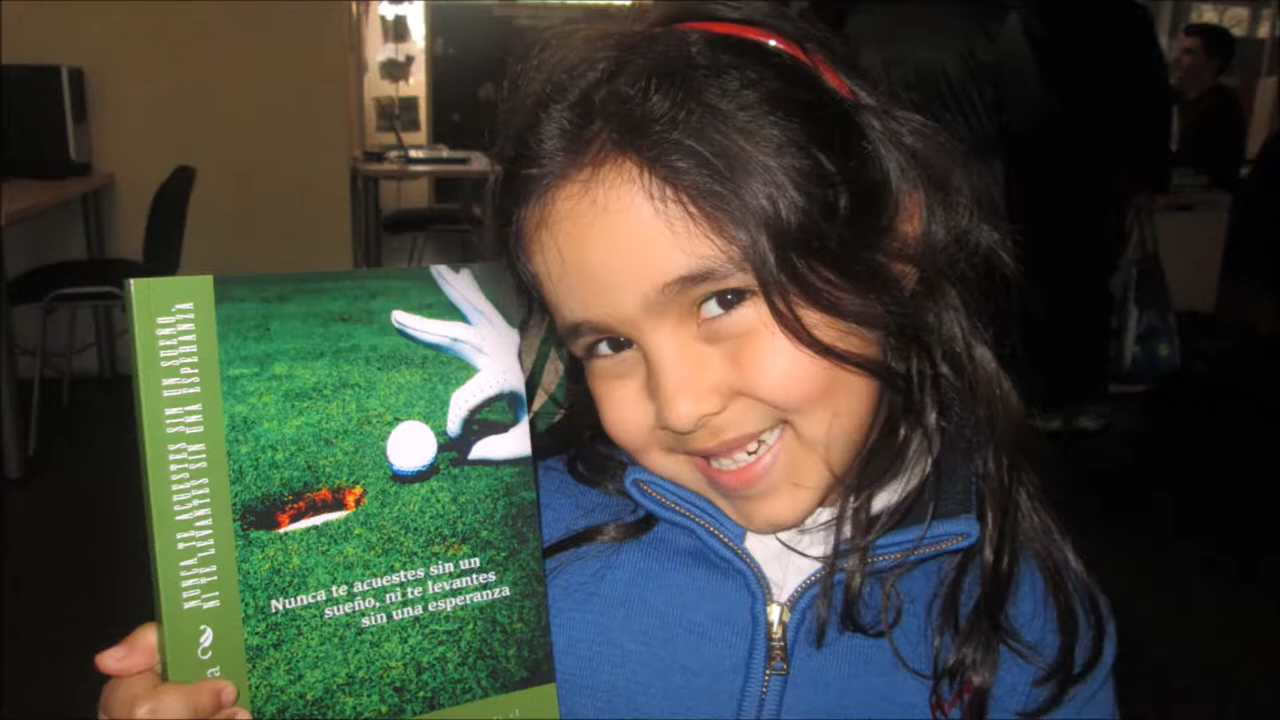 NUNCA TE ACUESTES SIN UN SUEÑO,
NI TE LEVANTES SIN UNA ESPERANZA
Nunca te acuestes sin un
sueño, ni te levantes
sin una esperanza